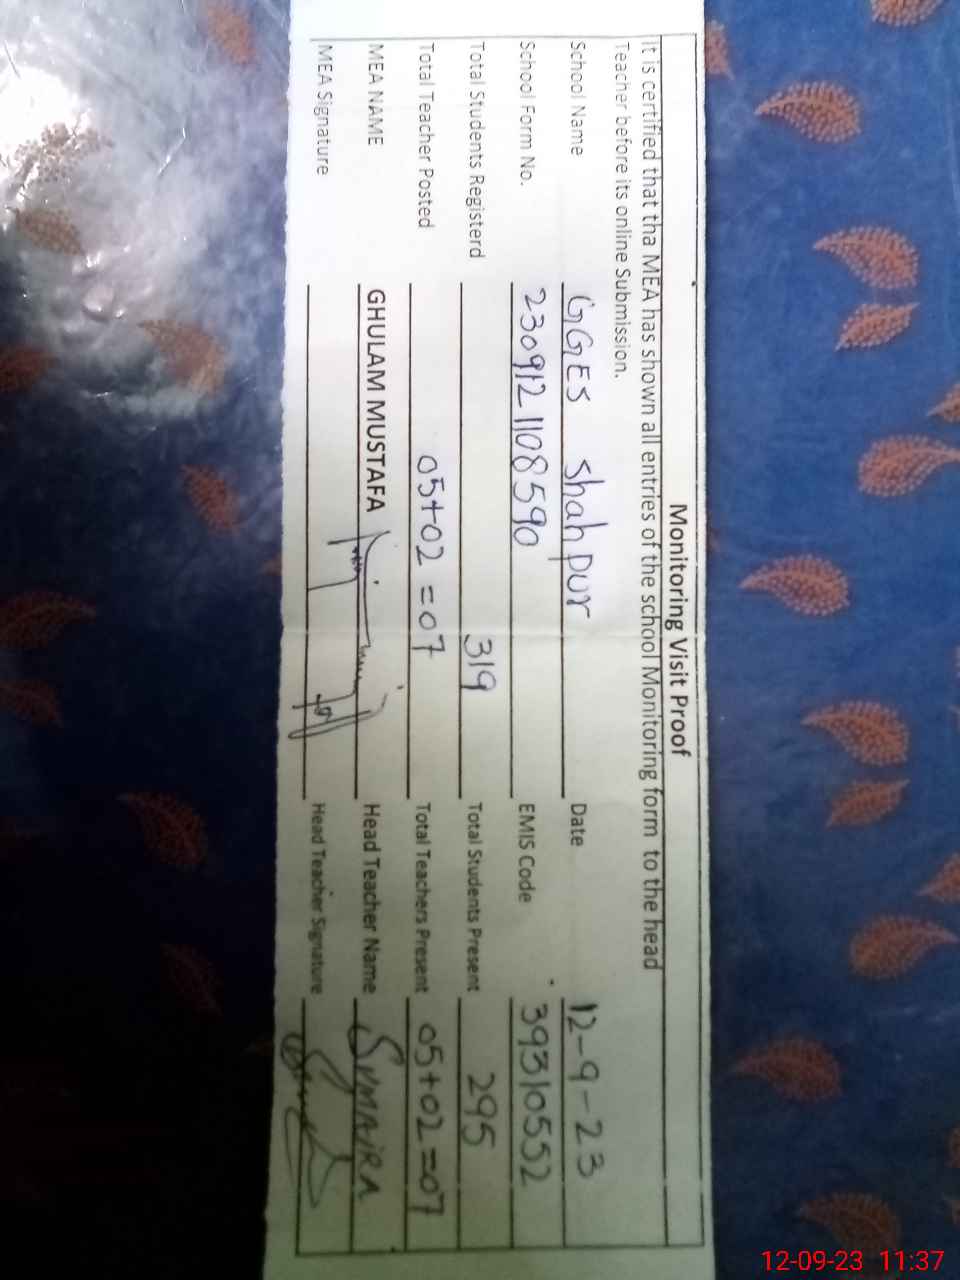 Monitoring Visit Proof
It is certified that tha MEA has shown all entries of the school Monitoring form to the head
Teacher before its online Submission.
School Name GGES Shahpur Date 12-9-23
School Form No. 230912 1108590 EMIS Code 39310552
Total Students Registerd 319 Total Students Present 295
Total Teacher Posted 05+02=07 Total Teachers Present 05+02=07
MEA NAME GHULAM MUSTAFA Head Teacher Name SYMAIRA
MEA Signature Head Teacher Signature
12-09-23 11:37